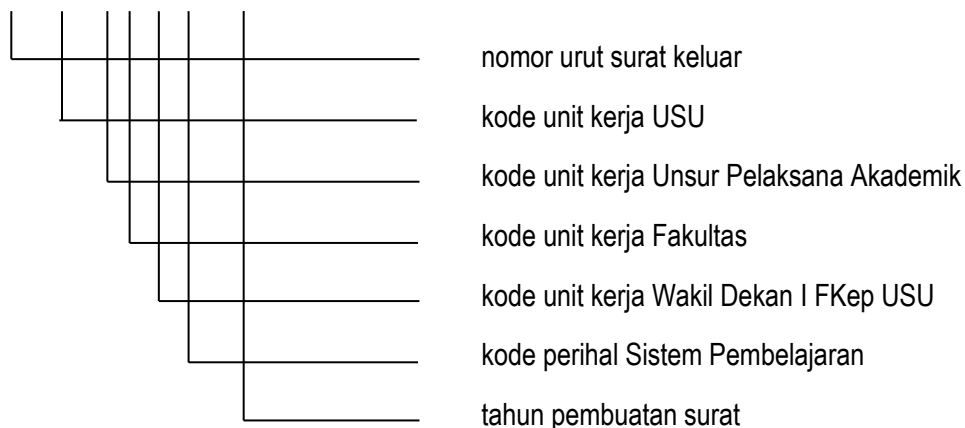 nomor urut surat keluar
kode unit kerja USU
kode unit kerja Unsur Pelaksana Akademik
kode unit kerja Fakultas
kode unit kerja Wakil Dekan I FKep USU
kode perihal Sistem Pembelajaran
tahun pembuatan surat